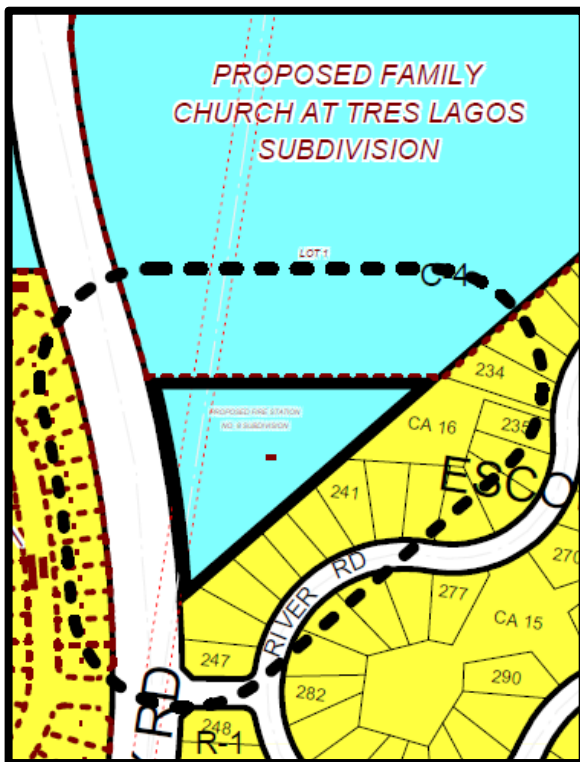 PROPOSED FAMILY
CHURCH AT TRES LAGOS
SUBDIVISION
LOT 1
C-4
234
PROPOSED FIRE STATION
NO. 8 SUBDIVISION
CA 16
235
ESCO
241
270
RIVER RD
277
CA 15
247
290
282
RD
248
R-1